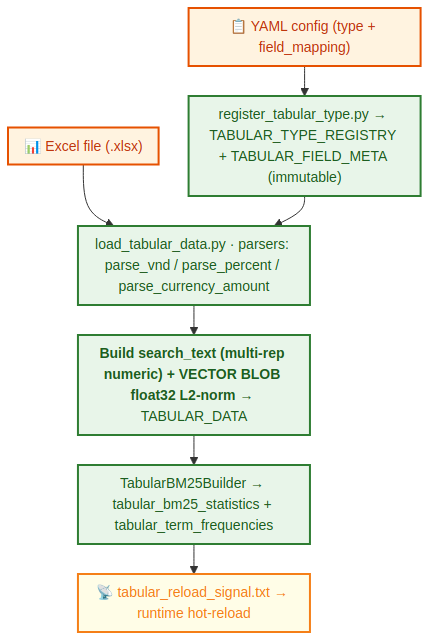 📋 YAML config (type +
field_mapping)
register_tabular_type.py →
TABULAR_TYPE_REGISTRY
+ TABULAR_FIELD_META
(immutable)
📊 Excel file (.xlsx)
load_tabular_data.py · parsers:
parse_vnd / parse_percent /
parse_currency_amount
Build search_text (multi-rep
numeric) + VECTOR BLOB
float32 L2-norm →
TABULAR_DATA
TabularBM25Builder →
tabular_bm25_statistics +
tabular_term_frequencies
📡 tabular_reload_signal.txt →
runtime hot-reload